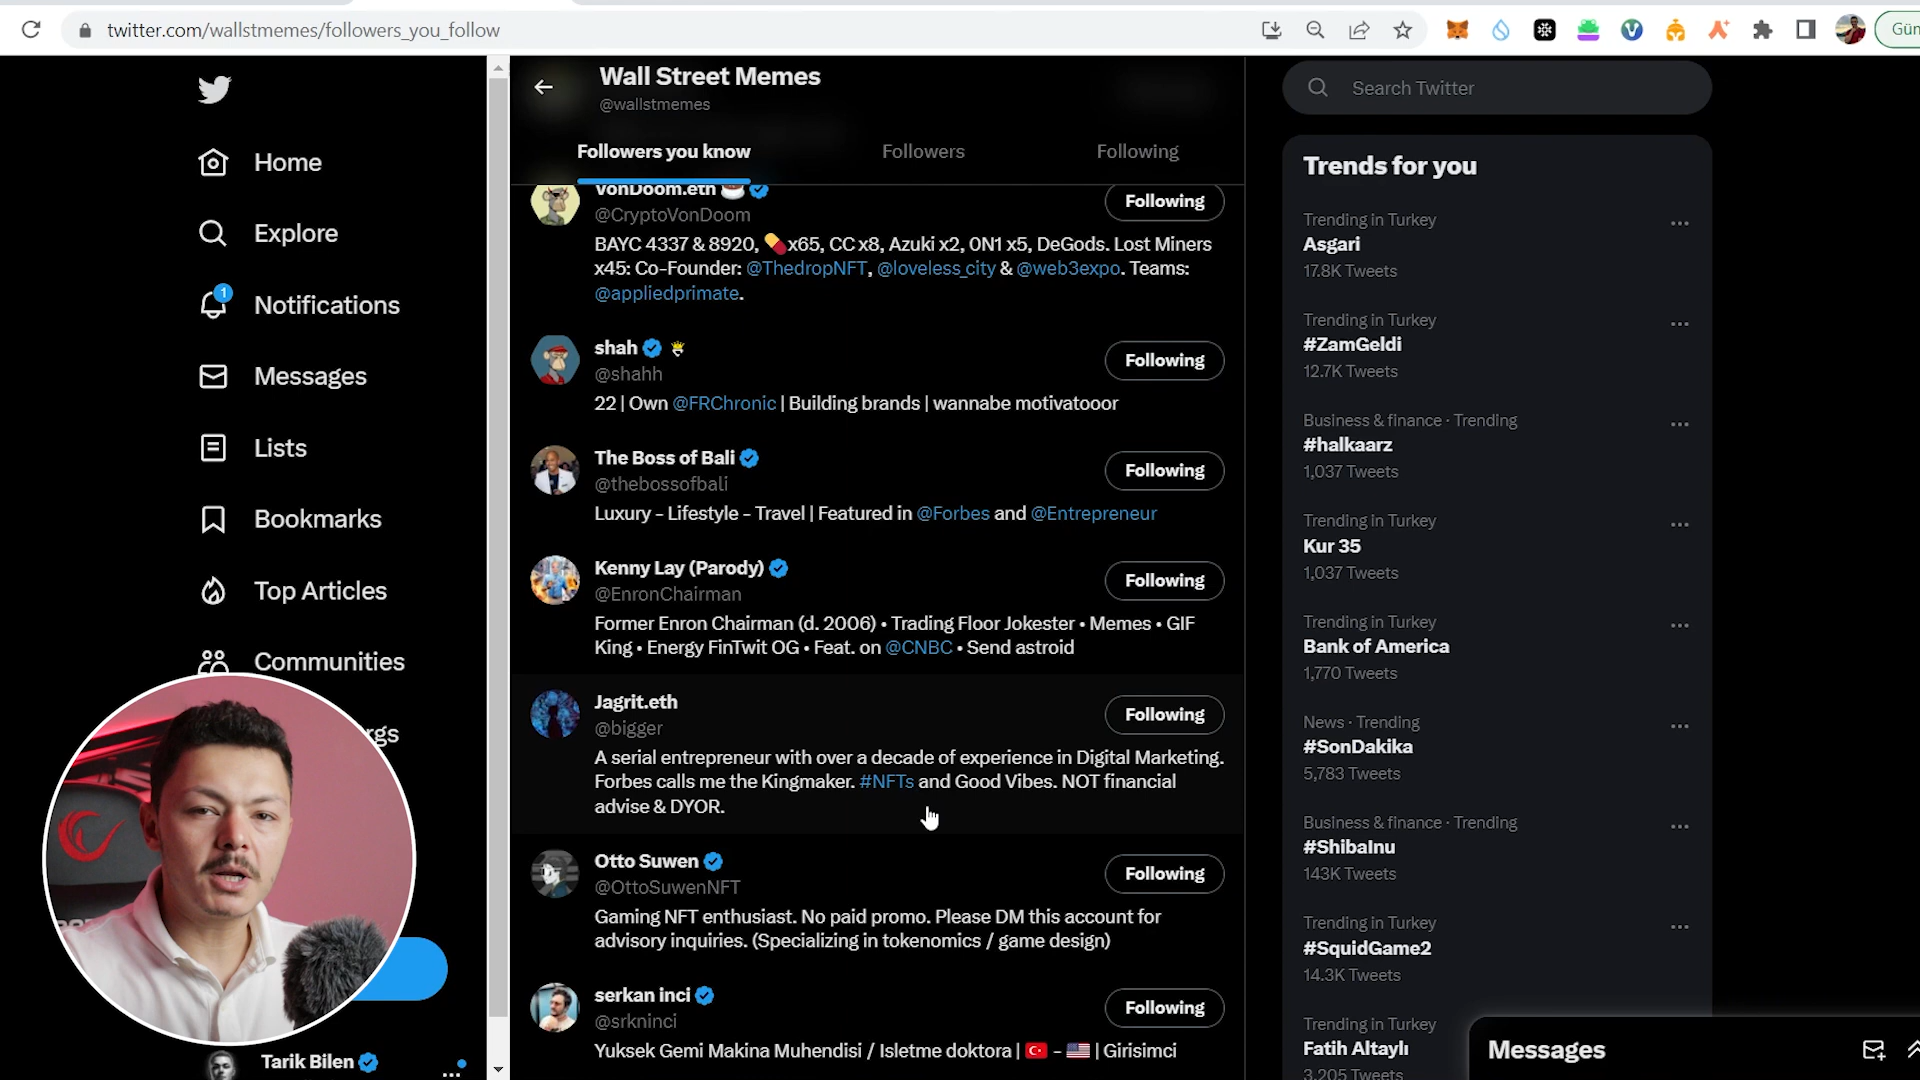 twitter.com/wallstmemes/followers_you_follow
Gün
Home
Explore
1
Notifications
Messages
Lists
Bookmarks
Top Articles
Communities
Tarik Bilen
Wall Street Memes
@wallstmemes
Followers you know
Followers
Following
VonDoom.eth
@CryptoVonDoom
Following
BAYC 4337 & 8920, 💊x65, CC x8, Azuki x2, 0N1 x5, DeGods. Lost Miners
x45: Co-Founder: @ThedropNFT, @loveless_city & @web3expo. Teams:
@appliedprimate.
shah
@shahh
Following
22 | Own @FRChronic | Building brands | wannabe motivatooor
The Boss of Bali
@thebossofbali
Following
Luxury - Lifestyle - Travel | Featured in @Forbes and @Entrepreneur
Kenny Lay (Parody)
@EnronChairman
Following
Former Enron Chairman (d. 2006) • Trading Floor Jokester • Memes • GIF
King • Energy FinTwit OG • Feat. on @CNBC • Send astroid
Jagrit.eth
@bigger
Following
A serial entrepreneur with over a decade of experience in Digital Marketing.
Forbes calls me the Kingmaker. #NFTs and Good Vibes. NOT financial
advise & DYOR.
Otto Suwen
@OttoSuwenNFT
Following
Gaming NFT enthusiast. No paid promo. Please DM this account for
advisory inquiries. (Specializing in tokenomics / game design)
serkan inci
@srkninci
Following
Yuksek Gemi Makina Muhendisi / Isletme doktora | 🇹🇷 - 🇺🇸 | Girisimci
Search Twitter
Trends for you
Trending in Turkey
Asgari
17.8K Tweets
Trending in Turkey
#ZamGeldi
12.7K Tweets
Business & finance · Trending
#halkaarz
1,037 Tweets
Trending in Turkey
Kur 35
1,037 Tweets
Trending in Turkey
Bank of America
1,770 Tweets
News · Trending
#SonDakika
5,783 Tweets
Business & finance · Trending
#ShibaInu
143K Tweets
Trending in Turkey
#SquidGame2
14.3K Tweets
Trending in Turkey
Fatih Altaylı
3,205 Tweets
Messages